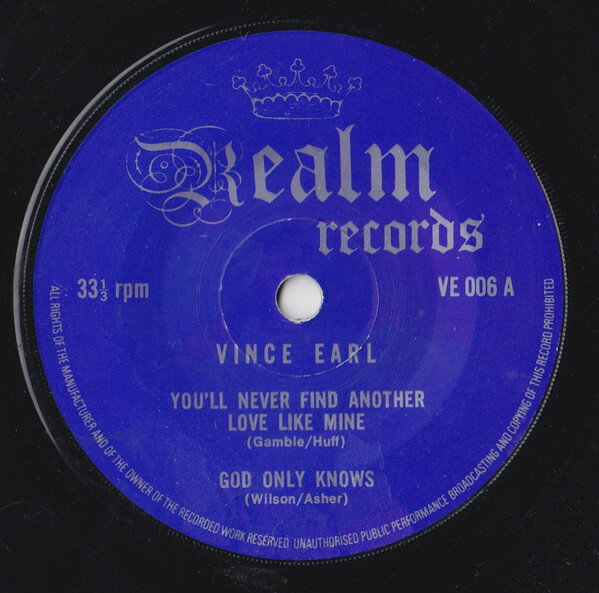 Realm
records
33⅓ rpm
VE 006 A
VINCE EARL
YOU'LL NEVER FIND ANOTHER
LOVE LIKE MINE
(Gamble/Huff)
GOD ONLY KNOWS
(Wilson/Asher)
ALL RIGHTS OF THE MANUFACTURER AND OF THE OWNER OF THE RECORDED WORK RESERVED. UNAUTHORISED PUBLIC PERFORMANCE BROADCASTING AND COPYING OF THIS RECORD PROHIBITED